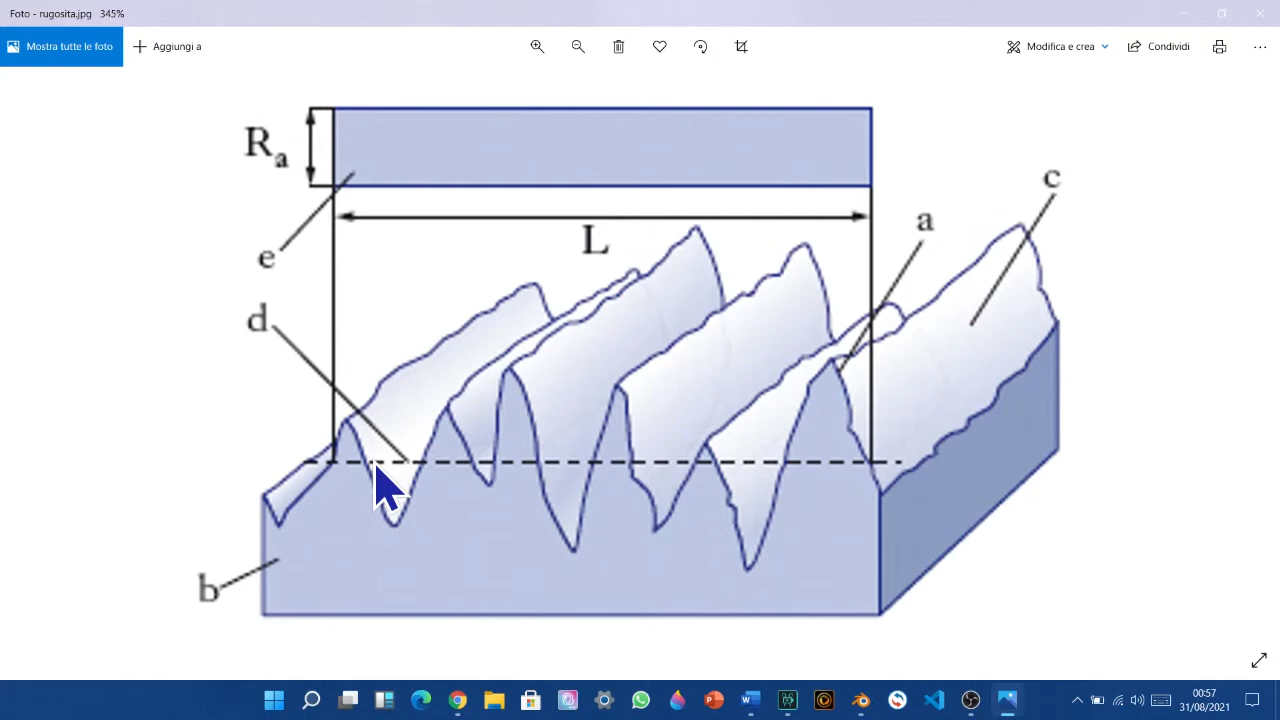 Foto - rugosita.jpg 345%
Mostra tutte le foto
Aggiungi a
Modifica e crea
Condividi
Ra
c
a
L
e
d
b
00:57
31/08/2021